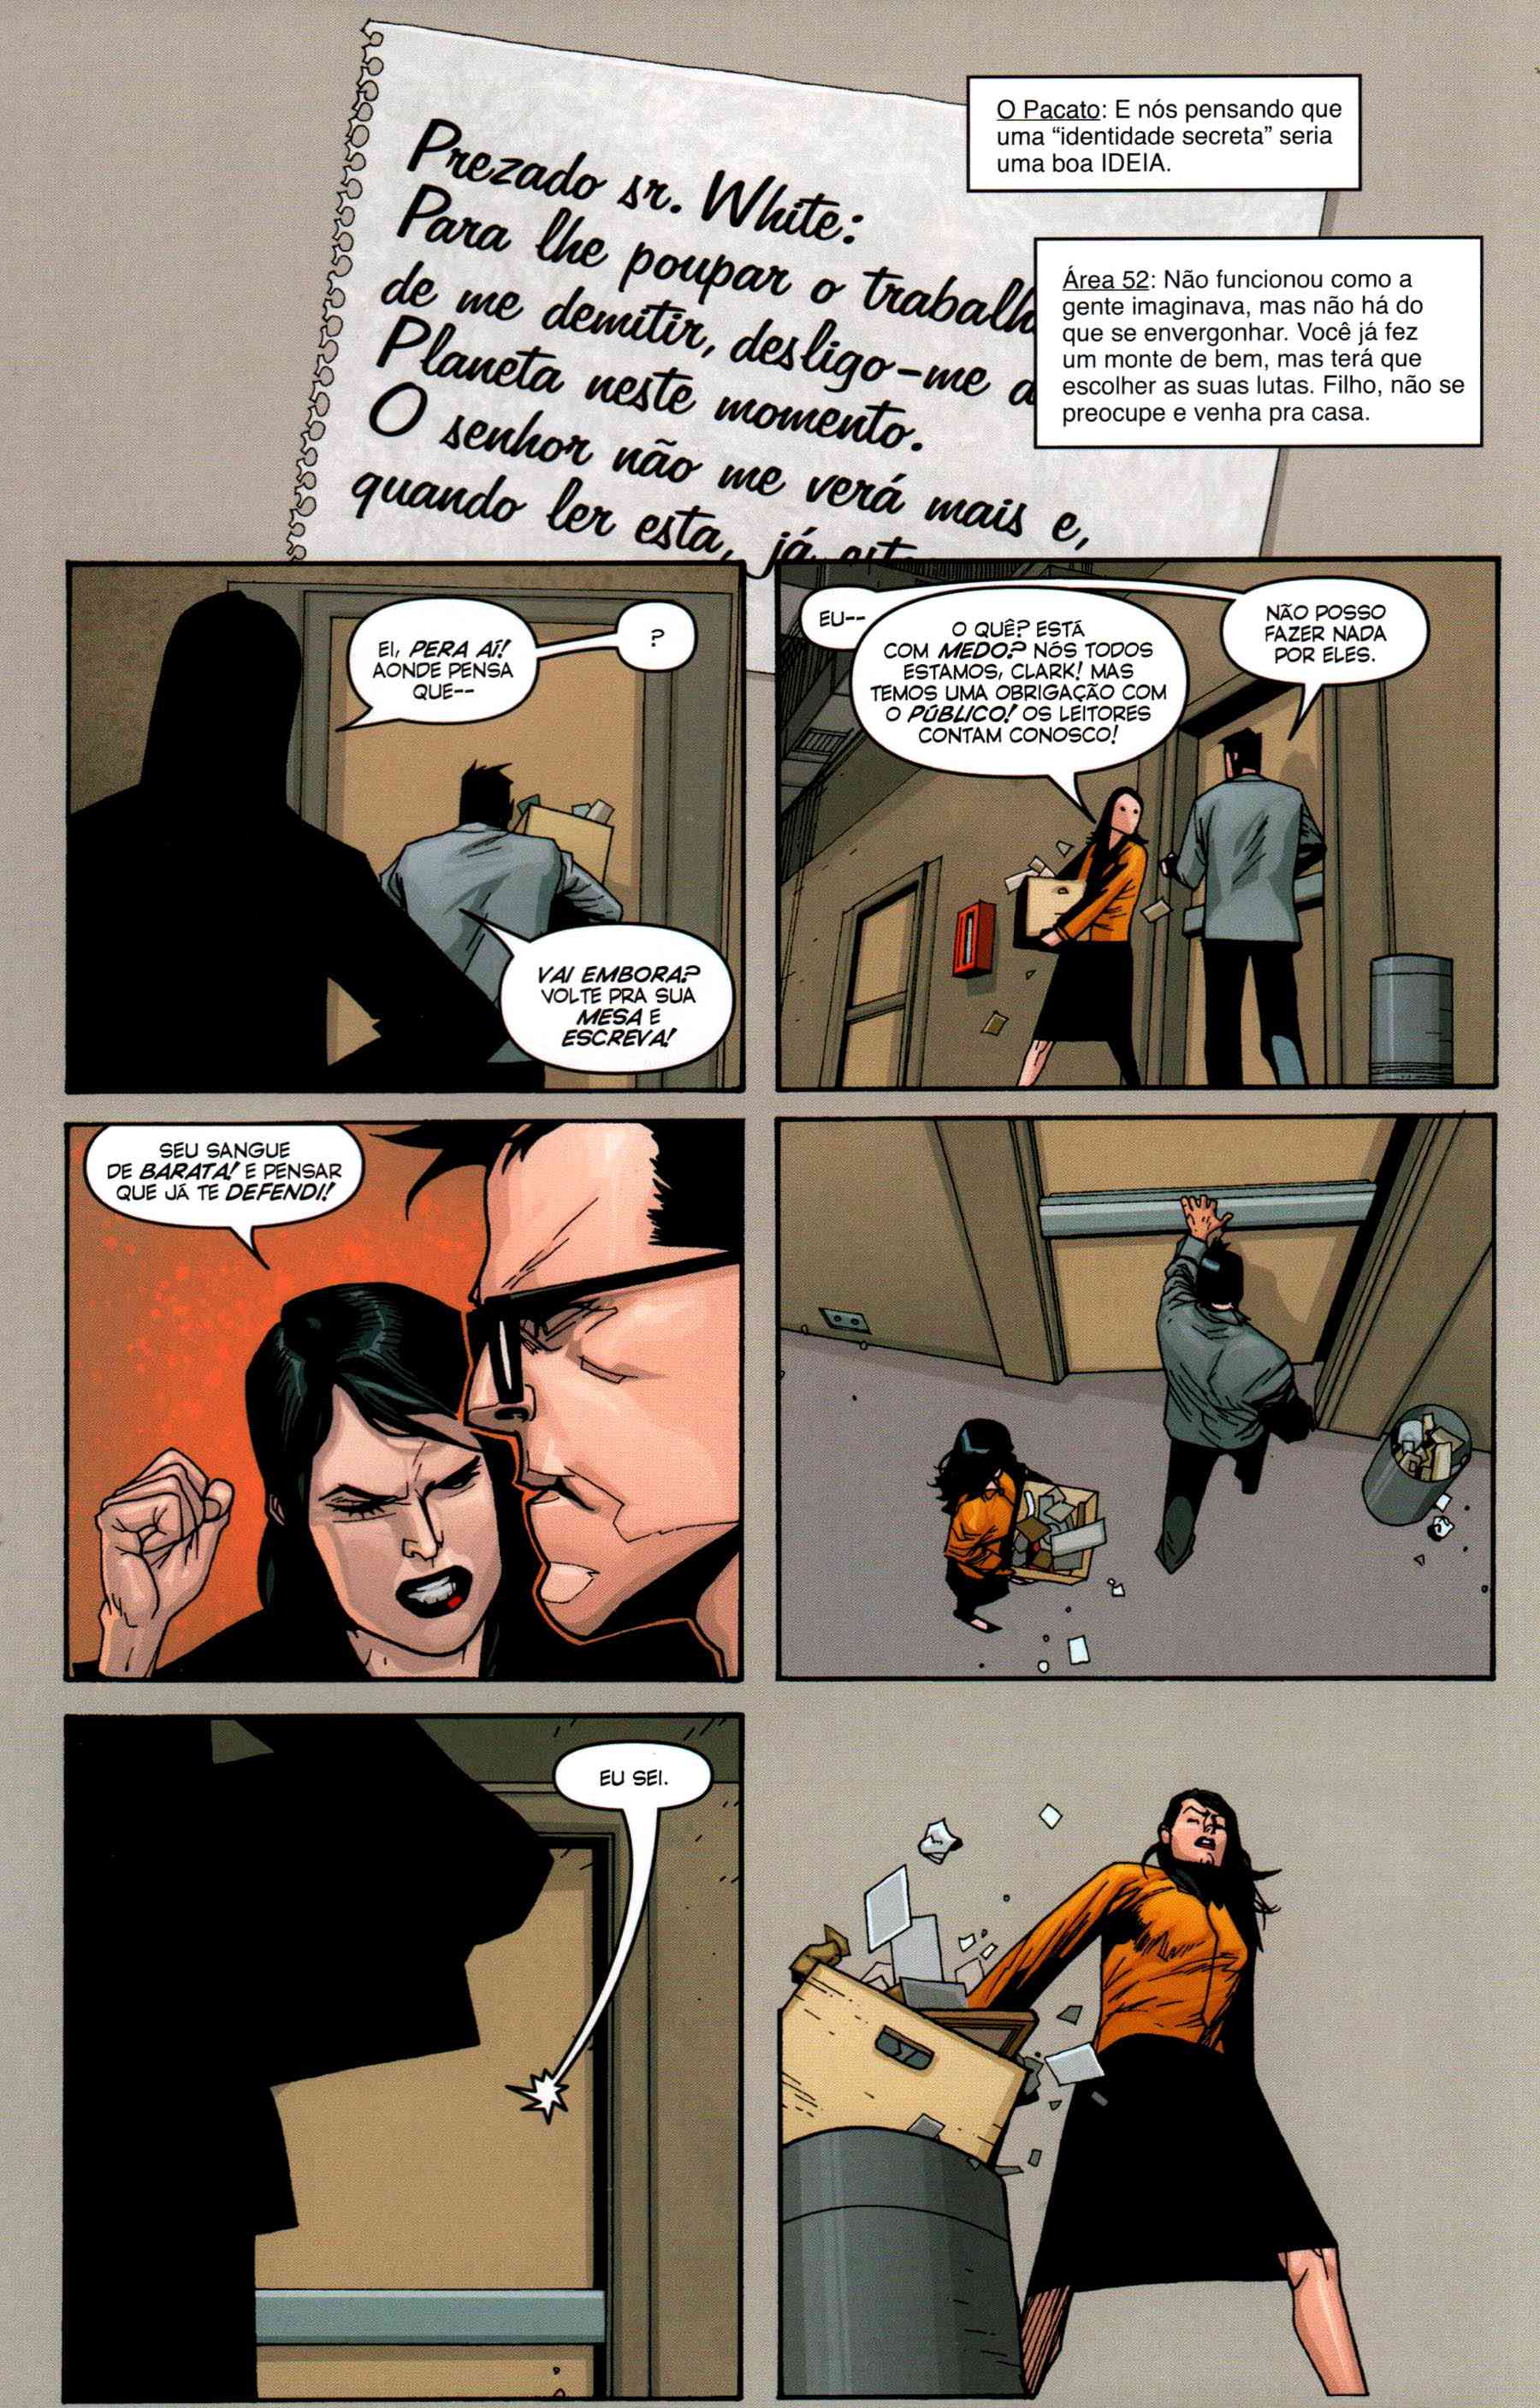 Prezado sr. White:
Para lhe poupar o
de me demitir, desligo-me
Planeta neste momento.
O senhor não me verá mais e,
quando ler esta, já
O Pacato: E nós pensando que
uma “identidade secreta” seria
uma boa IDEIA.
Área 52: Não funcionou como a
gente imaginava, mas não há do
que se envergonhar. Você já fez
um monte de bem, mas terá que
escolher as suas lutas. Filho, não se
preocupe e venha pra casa.
EI, PERA AÍ!
AONDE PENSA
QUE--
?
VAI EMBORA?
VOLTE PRA SUA
MESA E
ESCREVA!
EU--
O QUÊ? ESTÁ
COM MEDO? NÓS TODOS
ESTAMOS, CLARK! MAS
TEMOS UMA OBRIGAÇÃO COM
O PÚBLICO! OS LEITORES
CONTAM CONOSCO!
NÃO POSSO
FAZER NADA
POR ELES.
SEU SANGUE
DE BARATA! E PENSAR
QUE JÁ TE DEFENDI!
EU SEI.